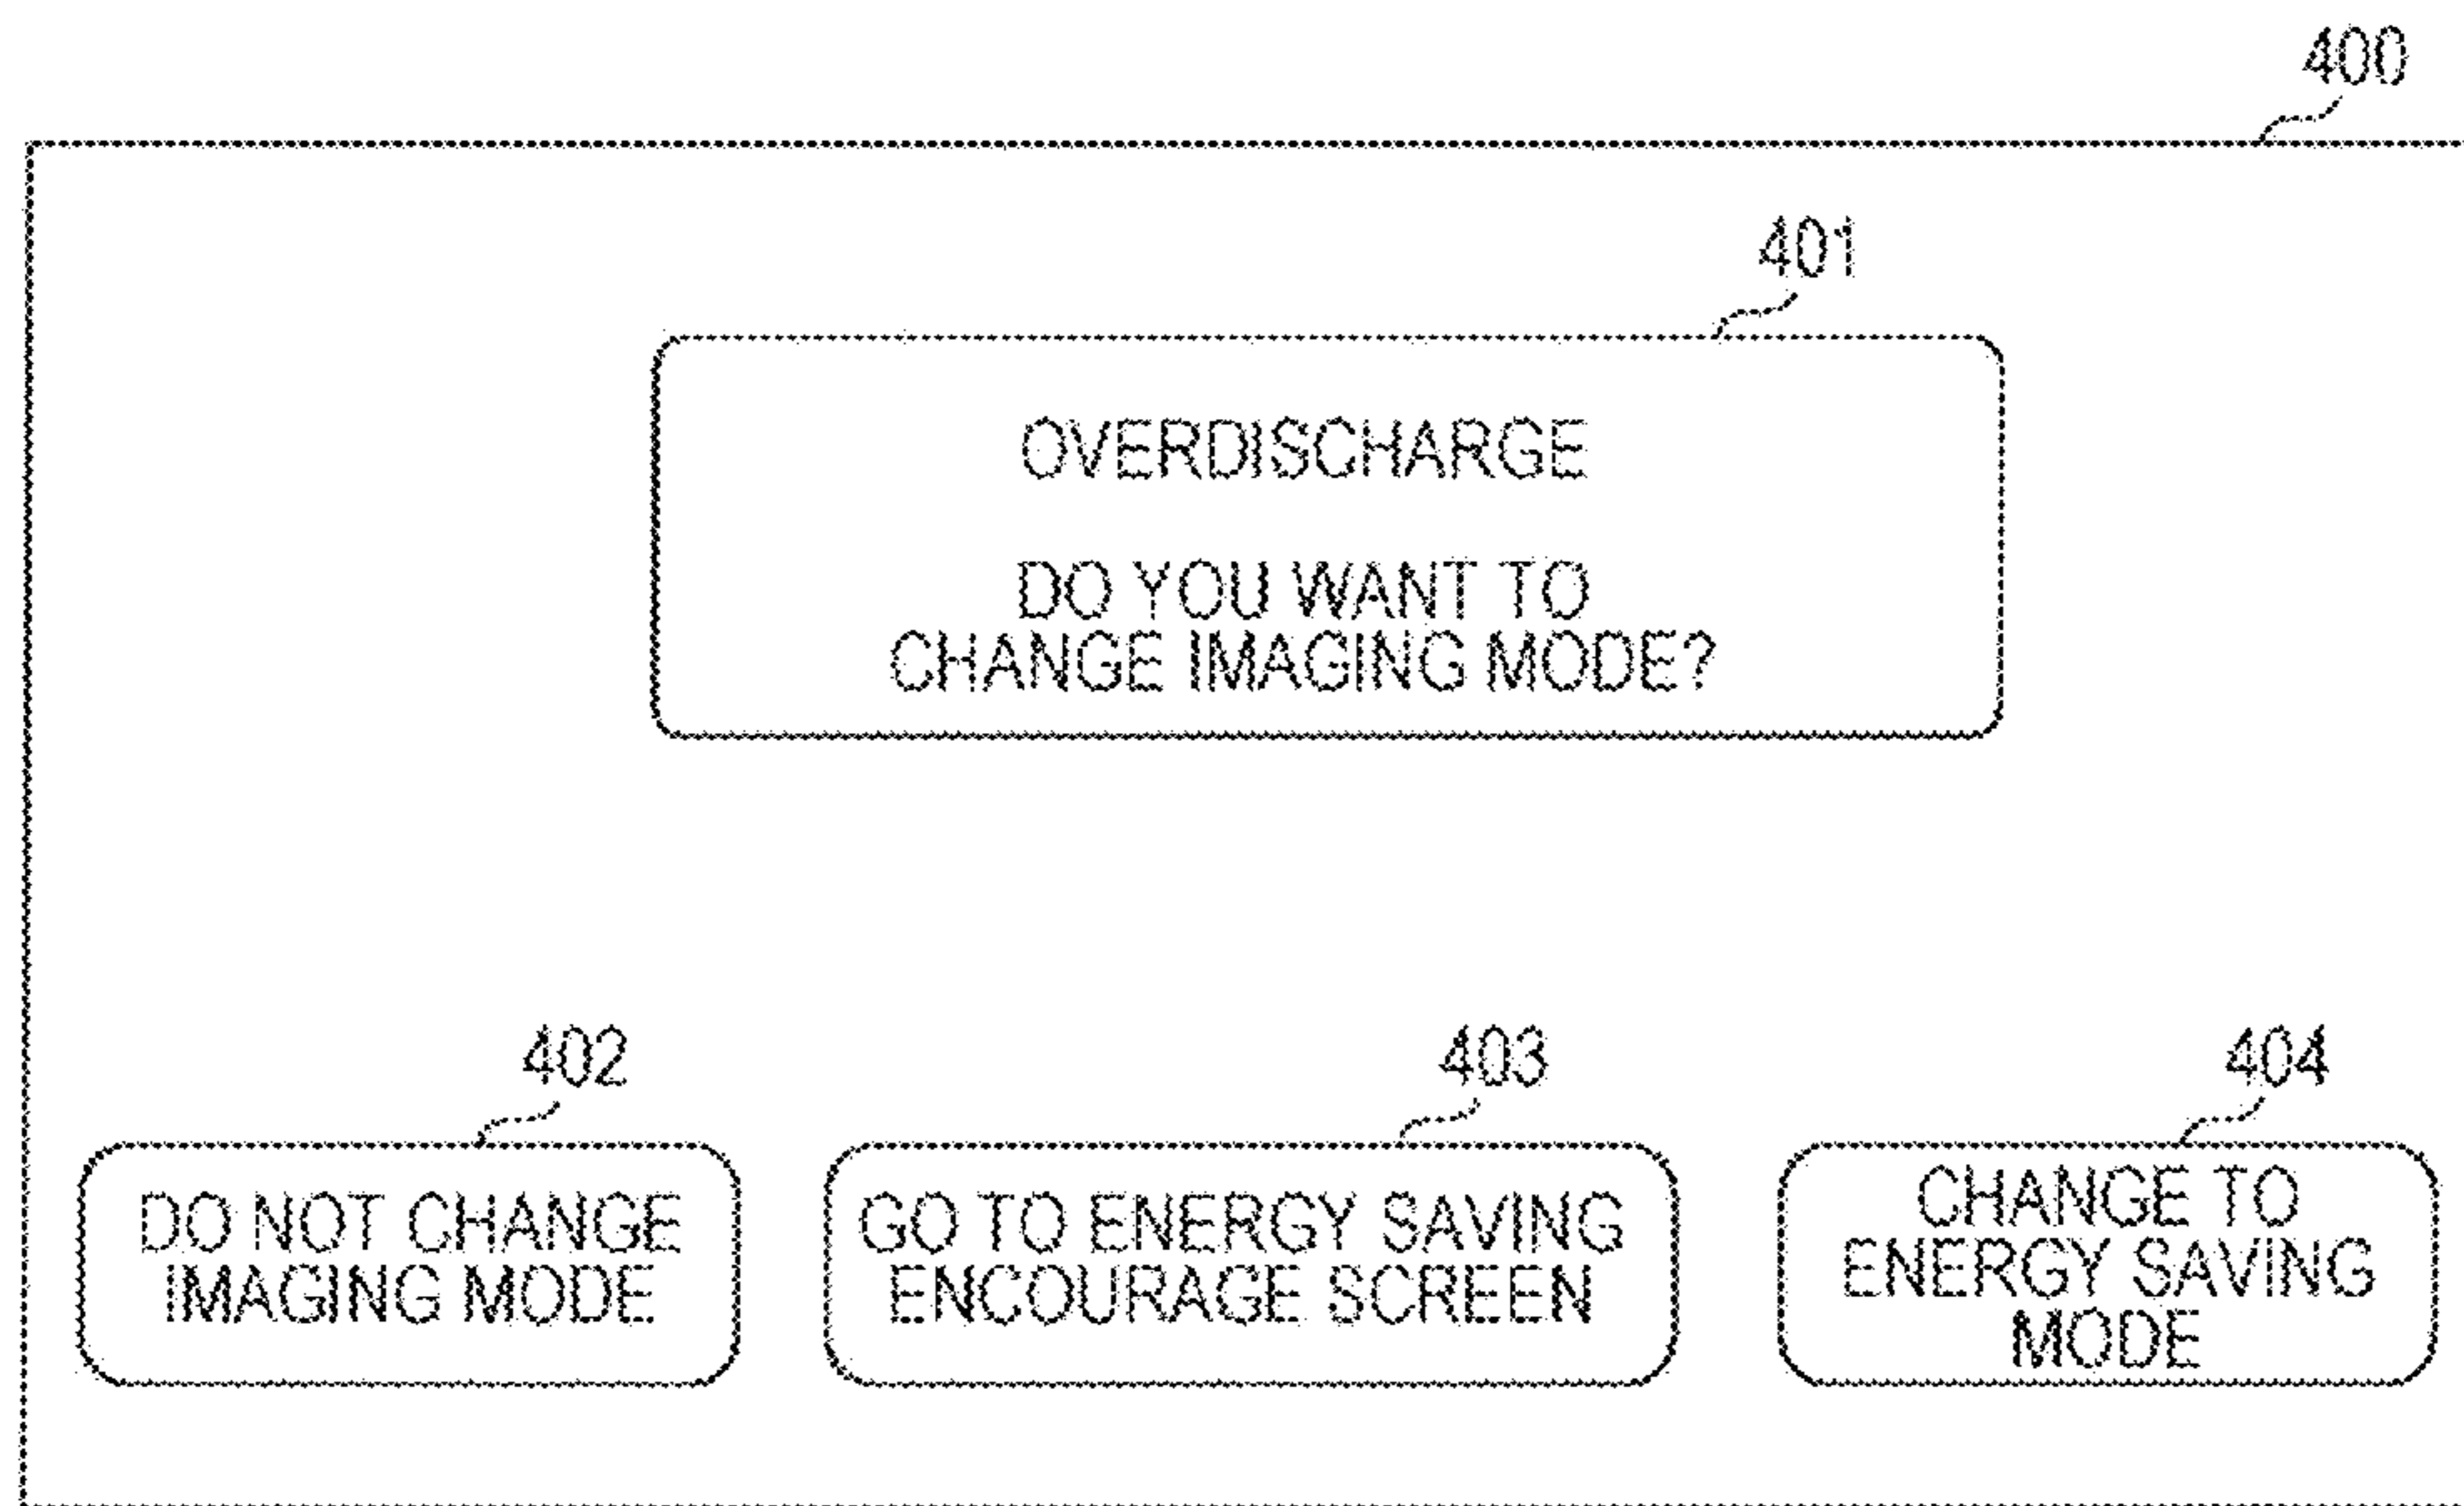 400
401
OVERDISCHARGE
DO YOU WANT TO
CHANGE IMAGING MODE?
402
403
404
DO NOT CHANGE
IMAGING MODE
GO TO ENERGY SAVING
ENCOURAGE SCREEN
CHANGE TO
ENERGY SAVING
MODE